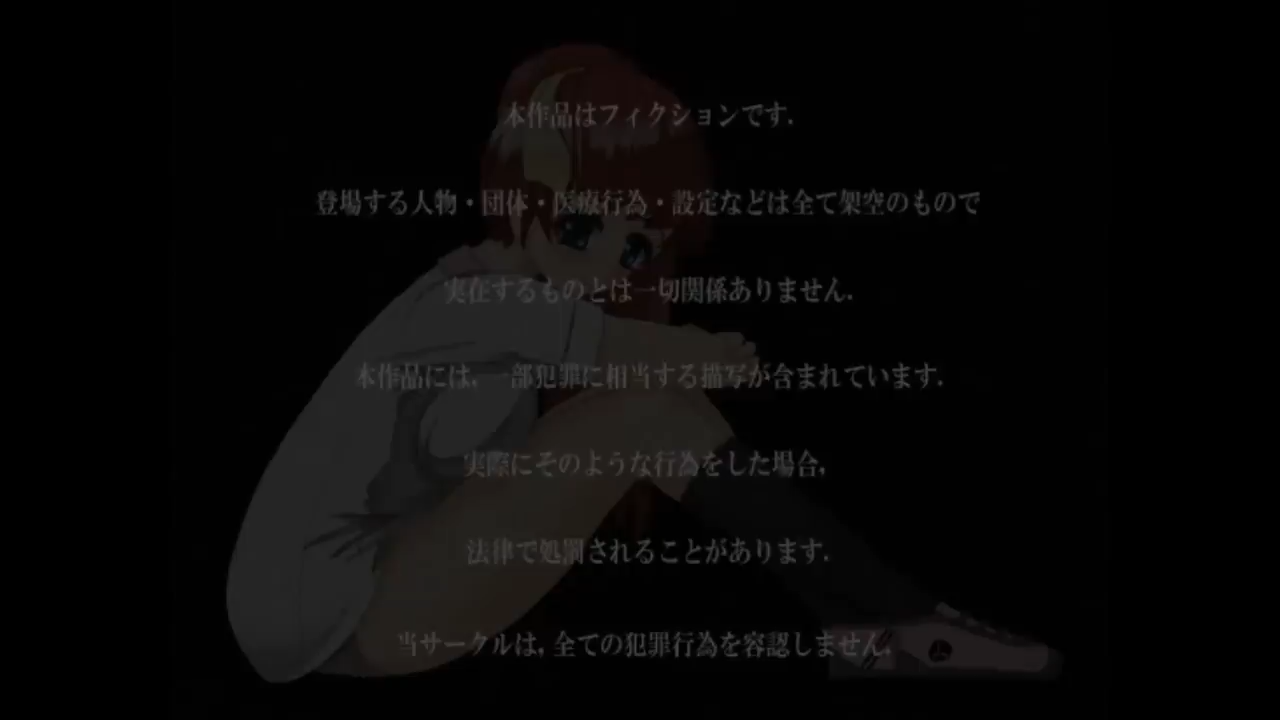 本作品はフィクションです.
登場する人物・団体・医療行為・設定などは全て架空のもので
実在するものとは一切関係ありません.
本作品には, 一部犯罪に相当する描写が含まれています.
実際にそのような行為をした場合,
法律で処罰されることがあります.
当サークルは, 全ての犯罪行為を容認しません.